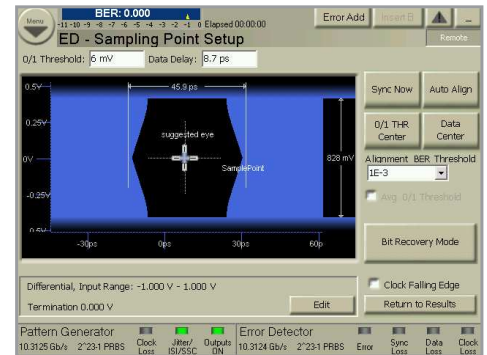 Menu
BER: 0.000
-11 -10 -9 -8 -7 -6 -5 -4 -3 -2 -1 0 Elapsed 00:00:00
Error Add
Insert B
ED - Sampling Point Setup
Remote
0/1 Threshold: 6 mV Data Delay: 8.7 ps
0.5V
45.9 ps
0.25V
suggested eye
0V
SamplePoint
828 mV
-0.25V
-30ps 0ps 30ps 60p
Sync Now
Auto Align
0/1 THR Center
Data Center
Alignment BER Threshold
1E-3
Avg. 0/1 Threshold
Bit Recovery Mode
Clock Falling Edge
Return to Results
Differential, Input Range: -1.000 V - 1.000 V
Termination 0.000 V
Edit
Pattern Generator
10.3125 Gb/s 2^23-1 PRBS
Clock Loss
Jitter/ ISI/SSC
Outputs ON
Error Detector
10.3124 Gb/s 2^23-1 PRBS
Error
Sync Loss
Data Loss
Clock Loss